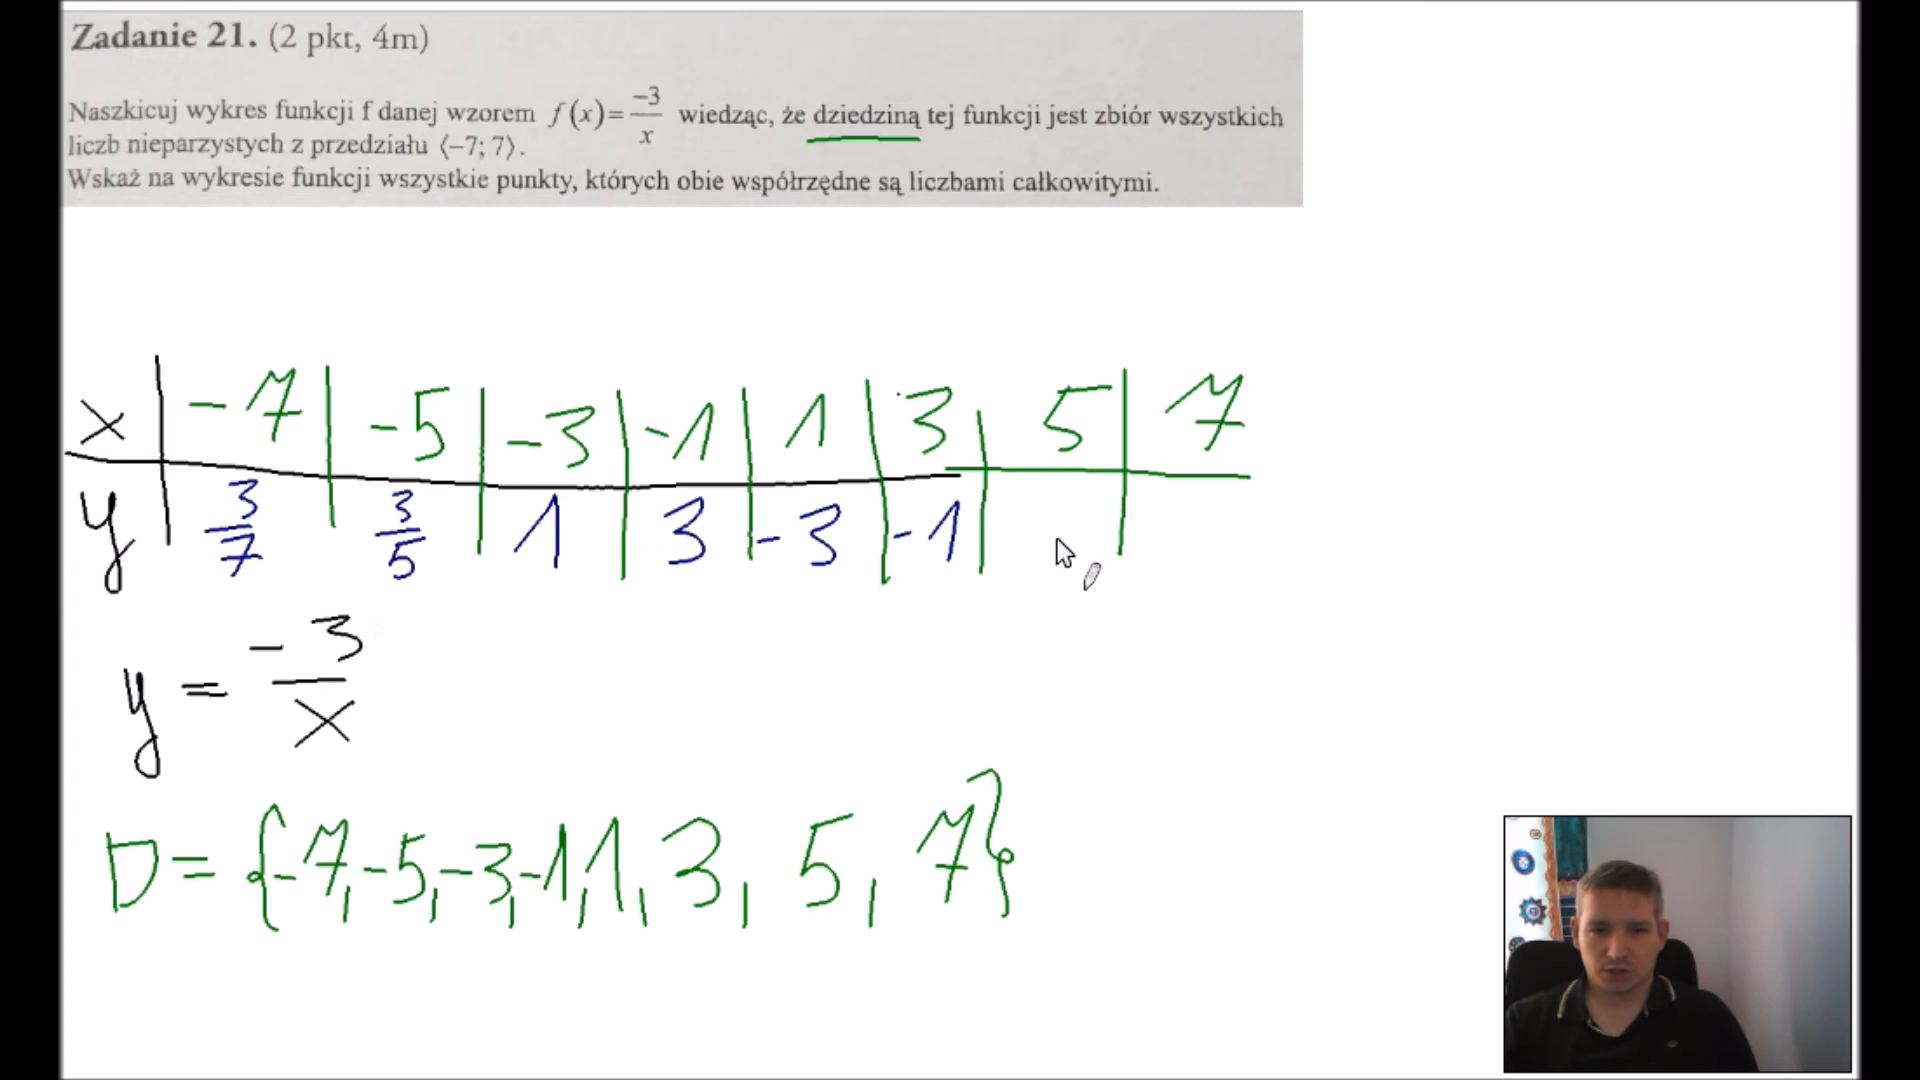 Zadanie 21. (2 pkt, 4m)
Naszkicuj wykres funkcji f danej wzorem f(x)=-3/x wiedząc, że dziedziną tej funkcji jest zbiór wszystkich
liczb nieparzystych z przedziału ⟨−7; 7⟩.
Wskaż na wykresie funkcji wszystkie punkty, których obie współrzędne są liczbami całkowitymi.
x | -7 | -5 | -3 | -1 | 1 | 3 | 5 | 7
y | 3/7 | 3/5 | 1 | 3 | -3 | -1 |
y = -3/x
D = {-7, -5, -3, -1, 1, 3, 5, 7}